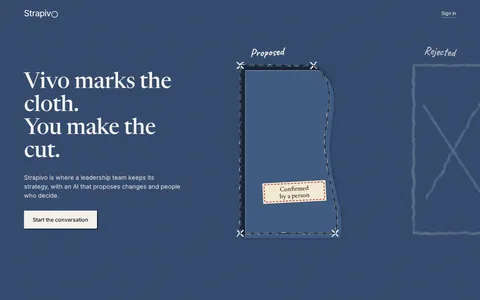 Strapivo
Sign in
Proposed
Rejected
Vivo marks the
cloth.
You make the
cut.
Confirmed
by a person
Strapivo is where a leadership team keeps its
strategy, with an AI that proposes changes and people
who decide.
Start the conversation